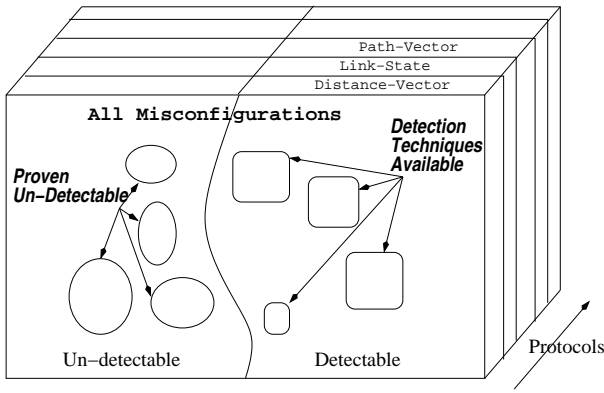 Path-Vector
Link-State
Distance-Vector
All Misconfigurations
Detection
Techniques
Available
Proven
Un-Detectable
Un-detectable
Detectable
Protocols